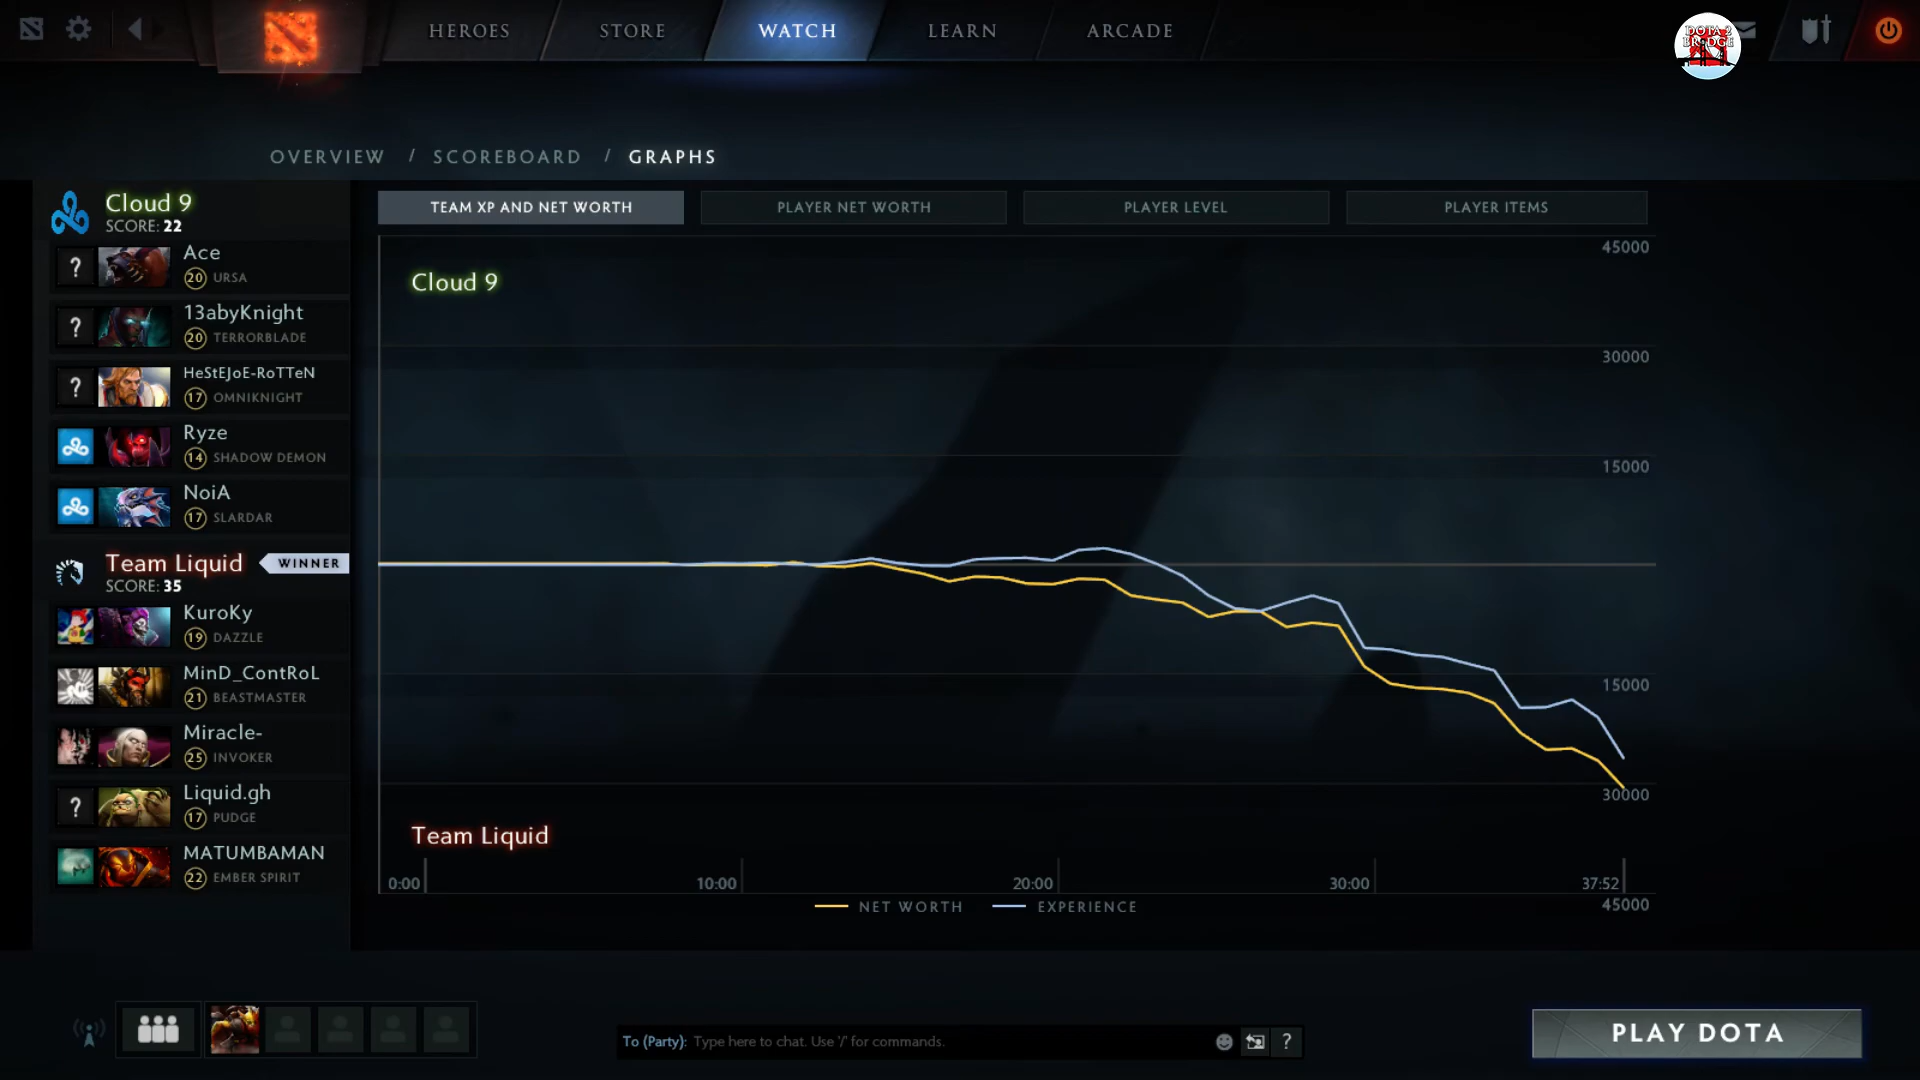 HEROES
STORE
WATCH
LEARN
ARCADE
DOTA 2
BRIDGE
OVERVIEW / SCOREBOARD / GRAPHS
Cloud 9
SCORE: 22
? Ace
20 URSA
? 13abyKnight
20 TERRORBLADE
? HeStEJoE-RoTTeN
17 OMNIKNIGHT
Ryze
14 SHADOW DEMON
NoiA
17 SLARDAR
Team Liquid WINNER
SCORE: 35
KuroKy
19 DAZZLE
MinD_ContRoL
21 BEASTMASTER
Miracle-
25 INVOKER
? Liquid.gh
17 PUDGE
MATUMBAMAN
22 EMBER SPIRIT
TEAM XP AND NET WORTH
PLAYER NET WORTH
PLAYER LEVEL
PLAYER ITEMS
45000
Cloud 9
30000
15000
15000
30000
Team Liquid
0:00 10:00 20:00 30:00 37:52
45000
NET WORTH EXPERIENCE
To (Party): Type here to chat. Use '/' for commands.
?
PLAY DOTA